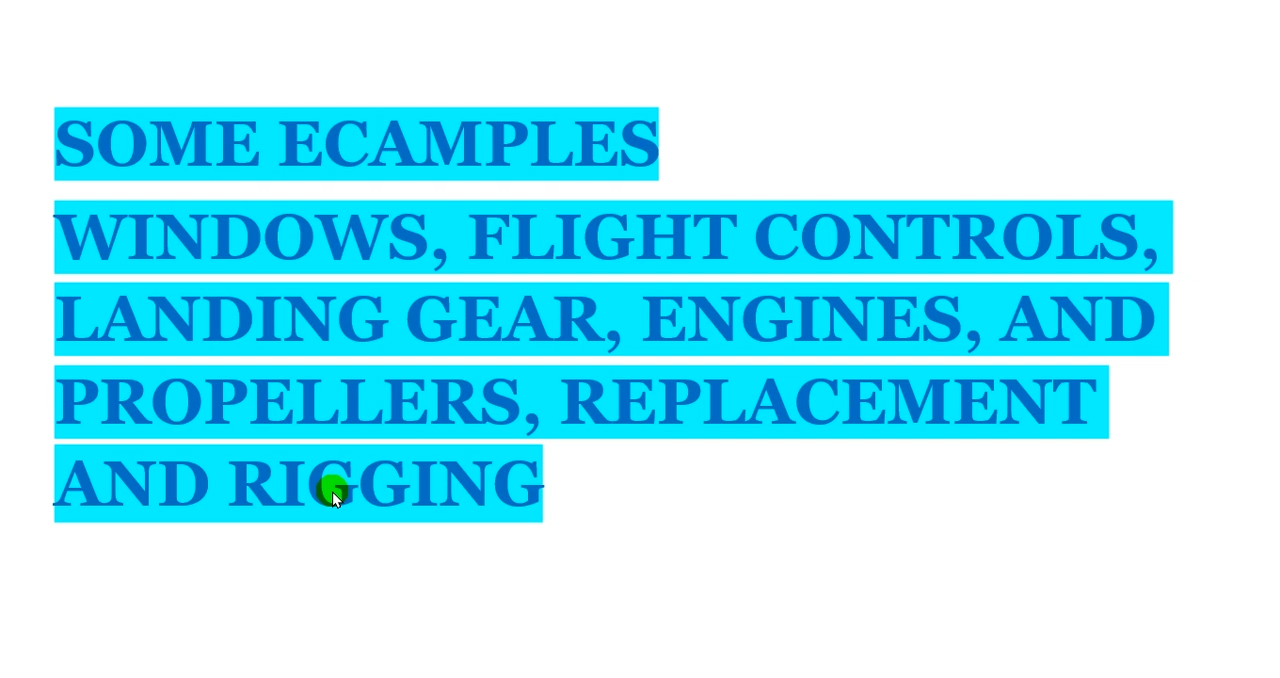 SOME ECAMPLES
WINDOWS, FLIGHT CONTROLS,
LANDING GEAR, ENGINES, AND
PROPELLERS, REPLACEMENT
AND RIGGING